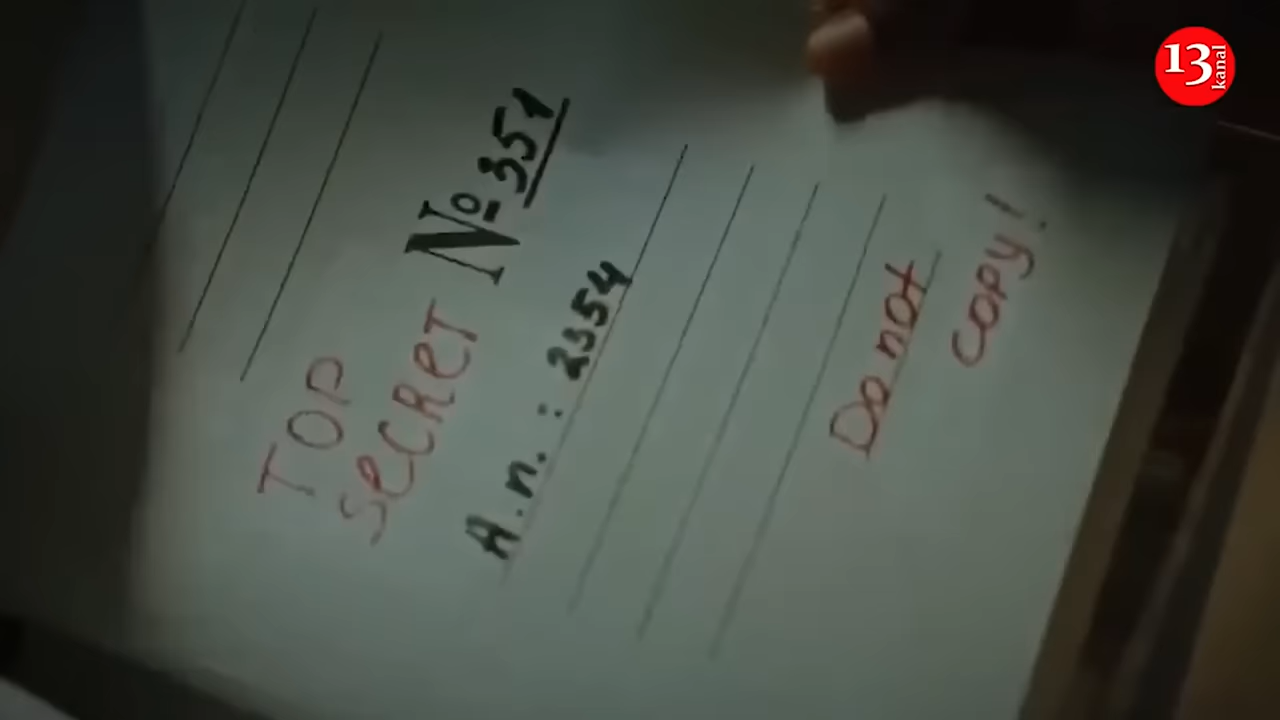 TOP
SeCReT № 351
A.n.: 2354
Do not
copy!
13
kanal